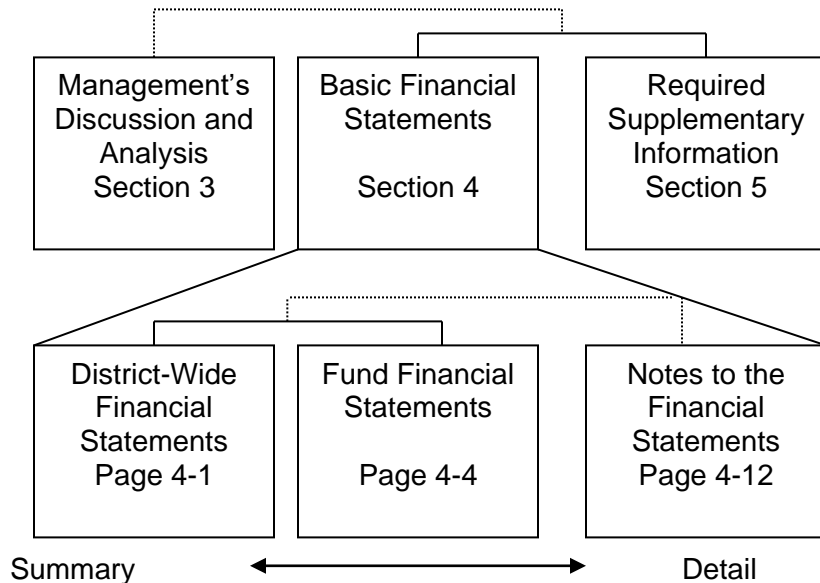 Management’s
Discussion and
Analysis
Section 3
Basic Financial
Statements
Section 4
Required
Supplementary
Information
Section 5
District-Wide
Financial
Statements
Page 4-1
Fund Financial
Statements
Page 4-4
Notes to the
Financial
Statements
Page 4-12
Summary
Detail